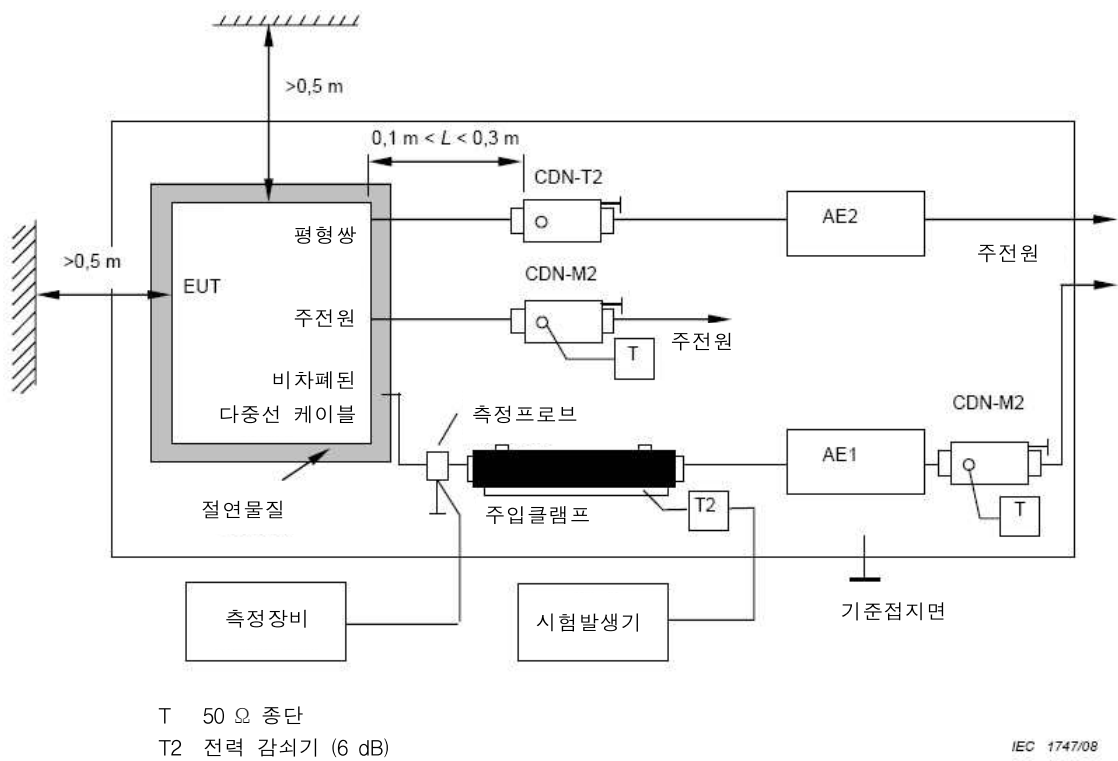 >0,5 m
0,1 m < L < 0,3 m
CDN-T2
AE2
평형쌍
주전원
>0,5 m
EUT
CDN-M2
주전원
주전원
T
비차폐된
다중선 케이블
측정프로브
CDN-M2
AE1
절연물질
주입클램프
T2
T
측정장비
시험발생기
기준접지면
T 50 Ω 종단
T2 전력 감쇠기 (6 dB)
IEC 1747/08